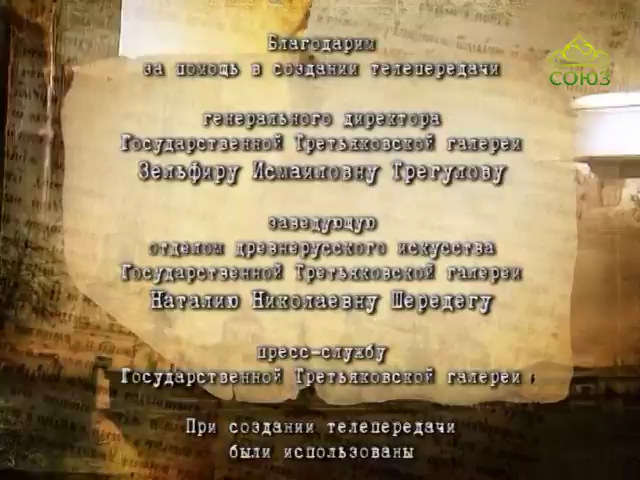 Благодарим
за помощь в создании телепередачи
СОЮЗ
генерального директора
Государственной Третьяковской галереи
Зельфиру Исмаиловну Трегулову
заведующую
отделом древнерусского искусства
Государственной Третьяковской галереи
Наталию Николаевну Шередегу
пресс-службу
Государственной Третьяковской галереи
При создании телепередачи
были использованы